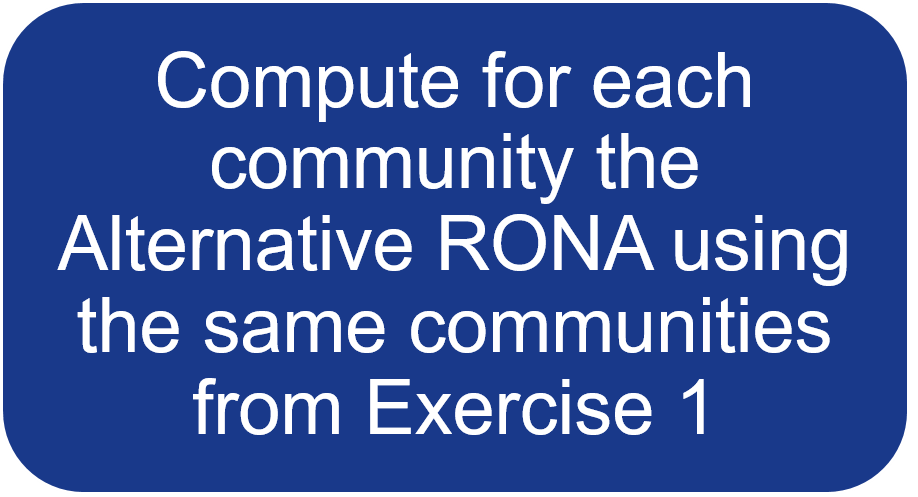 Compute for each
community the
Alternative RONA using
the same communities
from Exercise 1